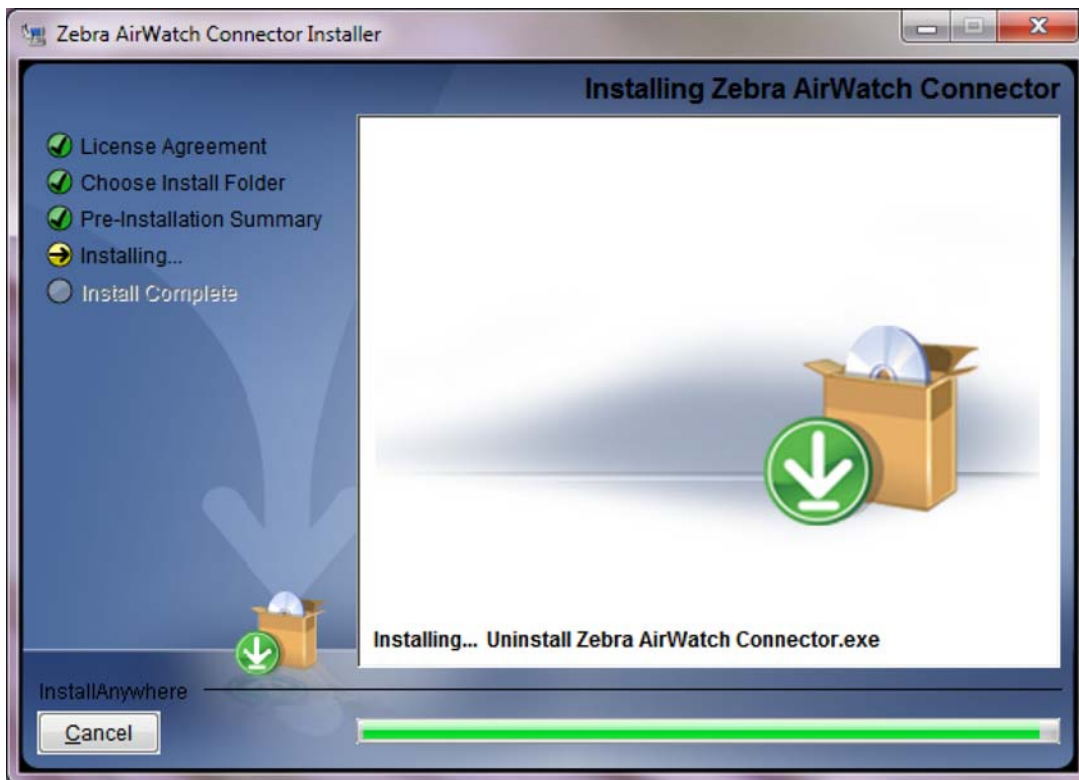 Zebra AirWatch Connector Installer
Installing Zebra AirWatch Connector
License Agreement
Choose Install Folder
Pre-Installation Summary
Installing...
Install Complete
Installing... Uninstall Zebra AirWatch Connector.exe
InstallAnywhere
Cancel